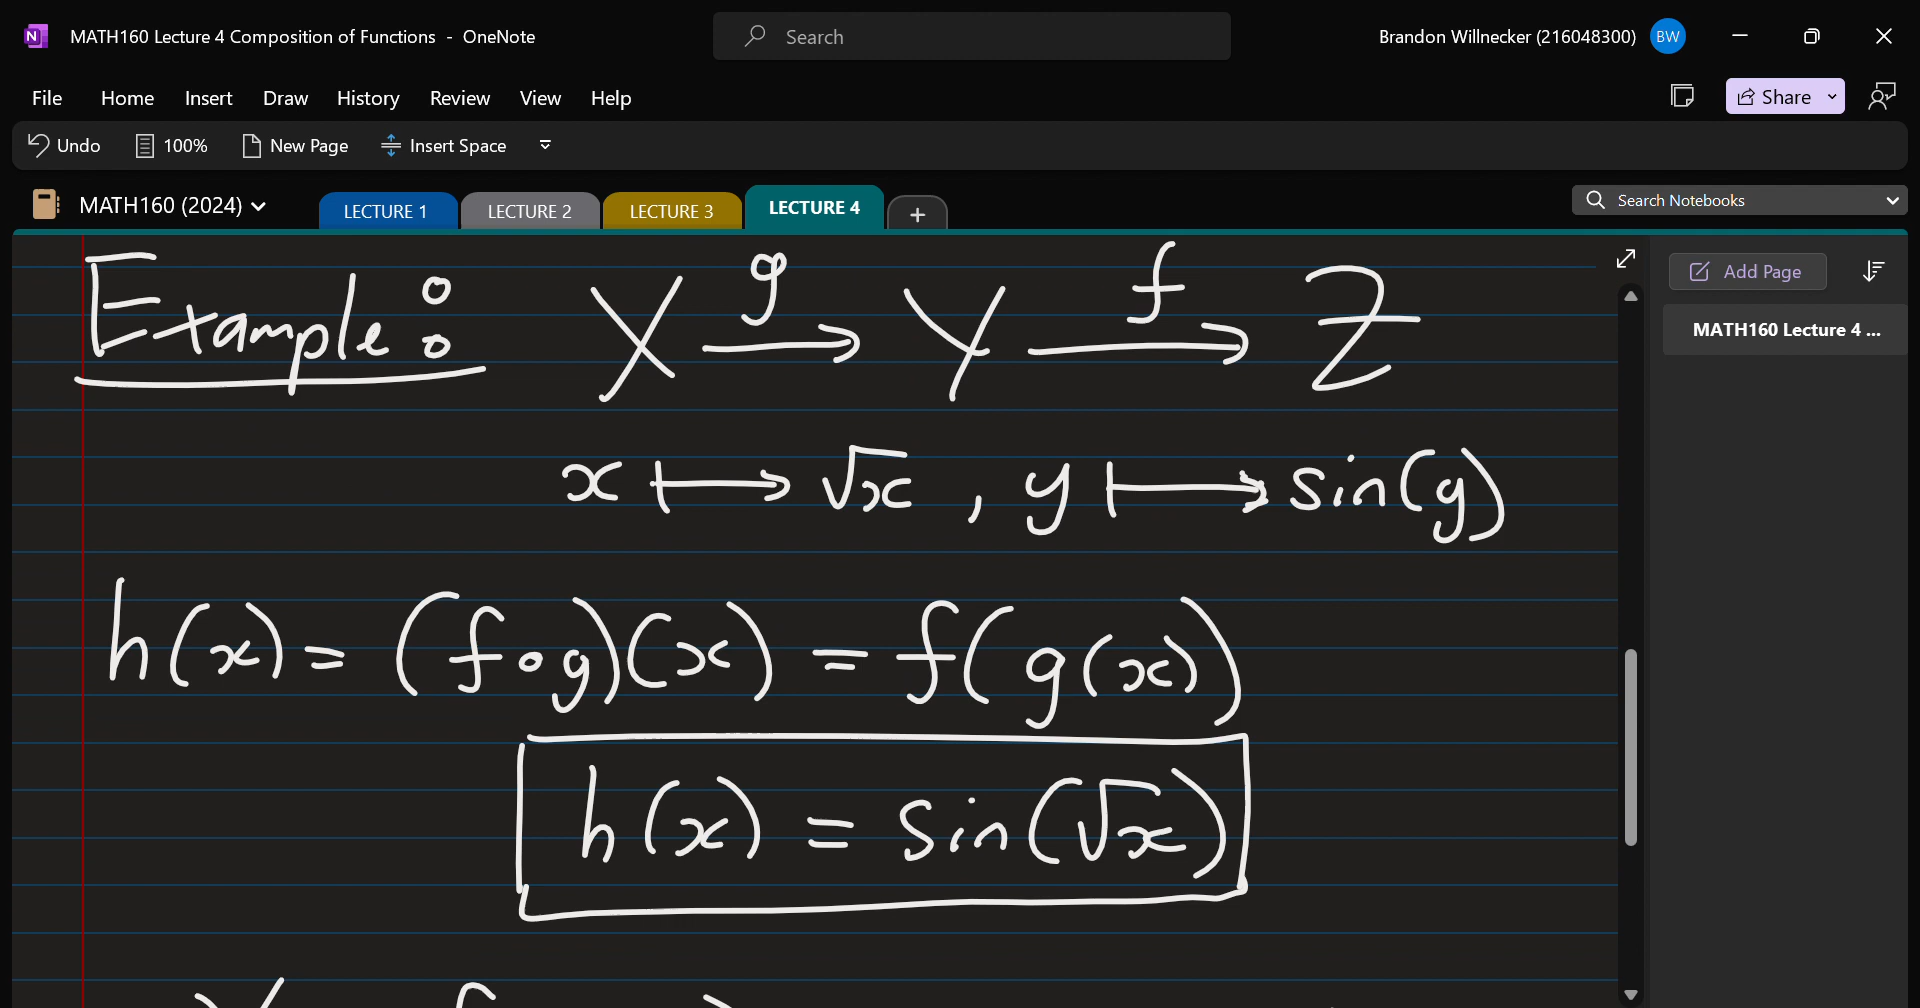 MATH160 Lecture 4 Composition of Functions - OneNote
Search
Brandon Willnecker (216048300) BW
File Home Insert Draw History Review View Help
Share
Undo 100% New Page Insert Space
MATH160 (2024)
LECTURE 1 LECTURE 2 LECTURE 3 LECTURE 4 +
Search Notebooks
Add Page
MATH160 Lecture 4 ...
Example: X g→ Y f→ Z
x ↦ √x , y ↦ sin(y)
h(x) = (f∘g)(x) = f(g(x))
h(x) = sin(√x)